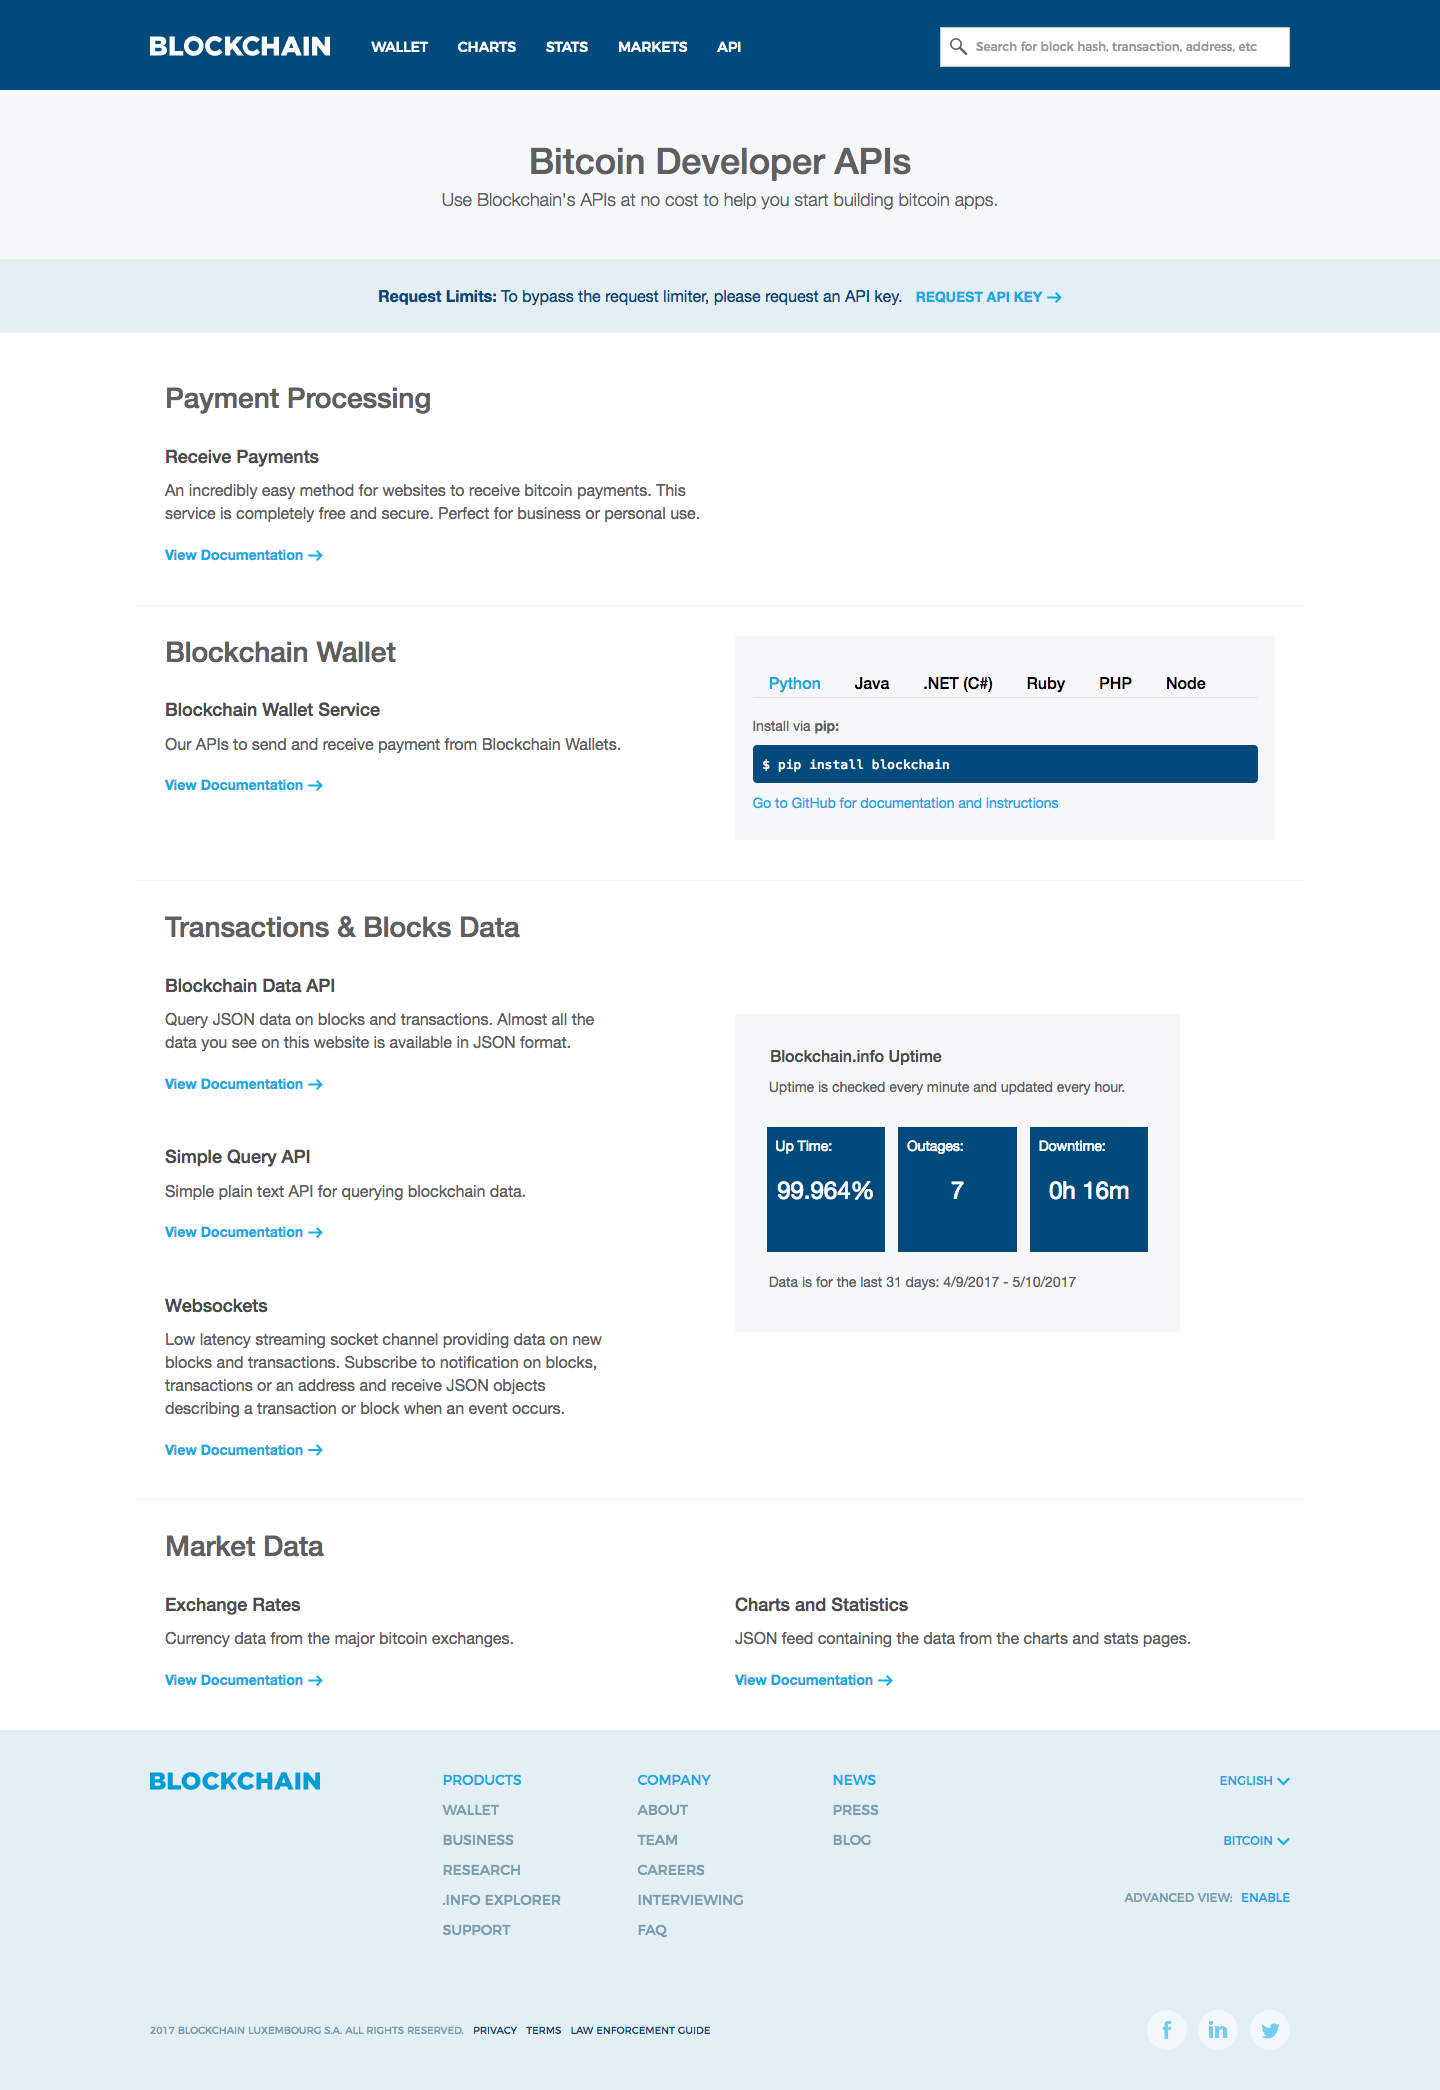 BLOCKCHAIN
WALLET
CHARTS
STATS
MARKETS
API
Search for block hash, transaction, address, etc
Bitcoin Developer APIs
Use Blockchain's APIs at no cost to help you start building bitcoin apps.
Request Limits: To bypass the request limiter, please request an API key. REQUEST API KEY →
Payment Processing
Receive Payments
An incredibly easy method for websites to receive bitcoin payments. This
service is completely free and secure. Perfect for business or personal use.
View Documentation →
Blockchain Wallet
Blockchain Wallet Service
Our APIs to send and receive payment from Blockchain Wallets.
View Documentation →
Python
Java
.NET (C#)
Ruby
PHP
Node
Install via pip:
$ pip install blockchain
Go to GitHub for documentation and instructions
Transactions & Blocks Data
Blockchain Data API
Query JSON data on blocks and transactions. Almost all the
data you see on this website is available in JSON format.
View Documentation →
Simple Query API
Simple plain text API for querying blockchain data.
View Documentation →
Websockets
Low latency streaming socket channel providing data on new
blocks and transactions. Subscribe to notification on blocks,
transactions or an address and receive JSON objects
describing a transaction or block when an event occurs.
View Documentation →
Blockchain.info Uptime
Uptime is checked every minute and updated every hour.
Up Time:
99.964%
Outages:
7
Downtime:
0h 16m
Data is for the last 31 days: 4/9/2017 - 5/10/2017
Market Data
Exchange Rates
Currency data from the major bitcoin exchanges.
View Documentation →
Charts and Statistics
JSON feed containing the data from the charts and stats pages.
View Documentation →
BLOCKCHAIN
PRODUCTS
WALLET
BUSINESS
RESEARCH
.INFO EXPLORER
SUPPORT
COMPANY
ABOUT
TEAM
CAREERS
INTERVIEWING
FAQ
NEWS
PRESS
BLOG
ENGLISH
BITCOIN
ADVANCED VIEW: ENABLE
2017 BLOCKCHAIN LUXEMBOURG S.A. ALL RIGHTS RESERVED. PRIVACY TERMS LAW ENFORCEMENT GUIDE